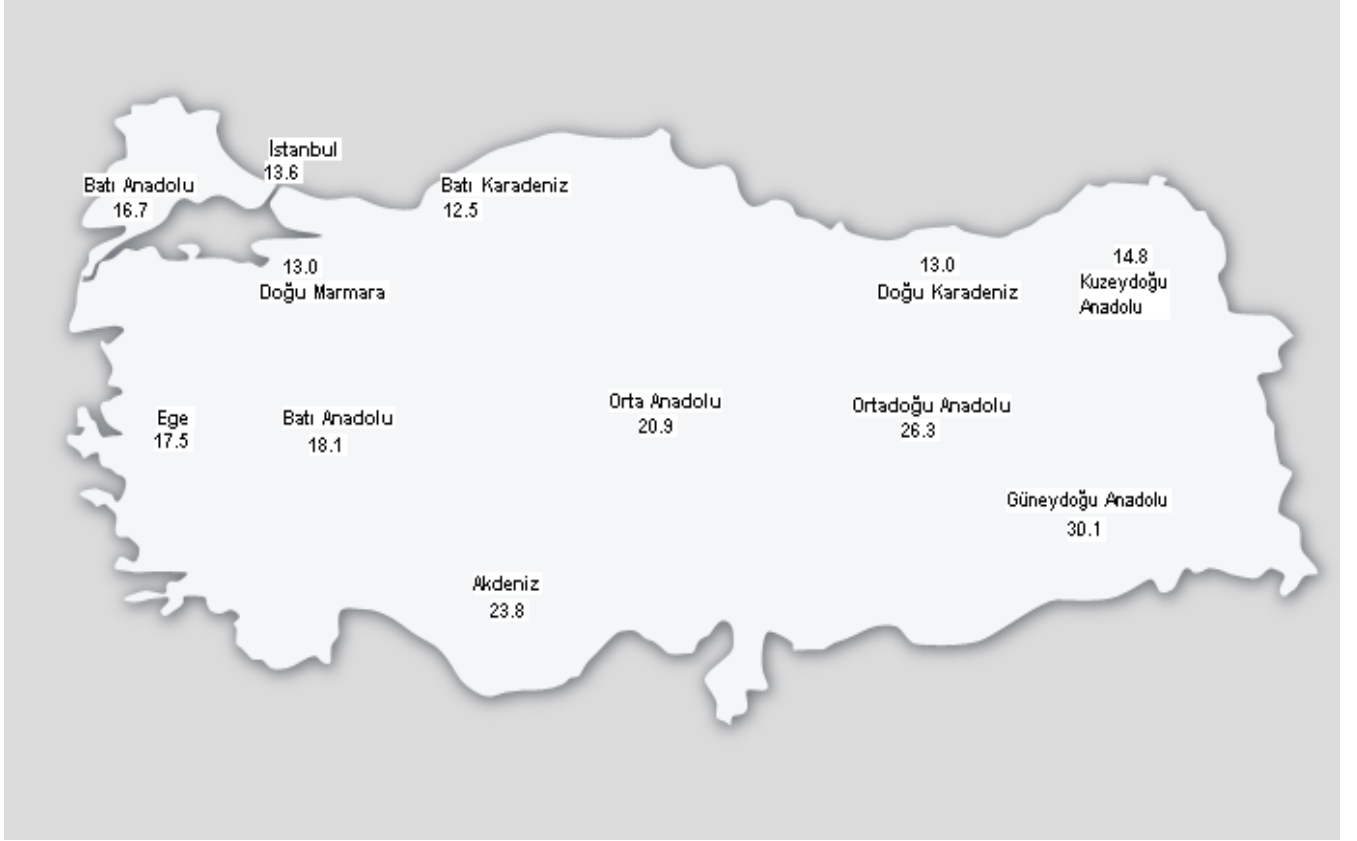 İstanbul
13.6
Batı Anadolu
16.7
Batı Karadeniz
12.5
13.0
Doğu Marmara
13.0
Doğu Karadeniz
14.8
Kuzeydoğu
Anadolu
Ege
17.5
Batı Anadolu
18.1
Orta Anadolu
20.9
Ortadoğu Anadolu
26.3
Güneydoğu Anadolu
30.1
Akdeniz
23.8